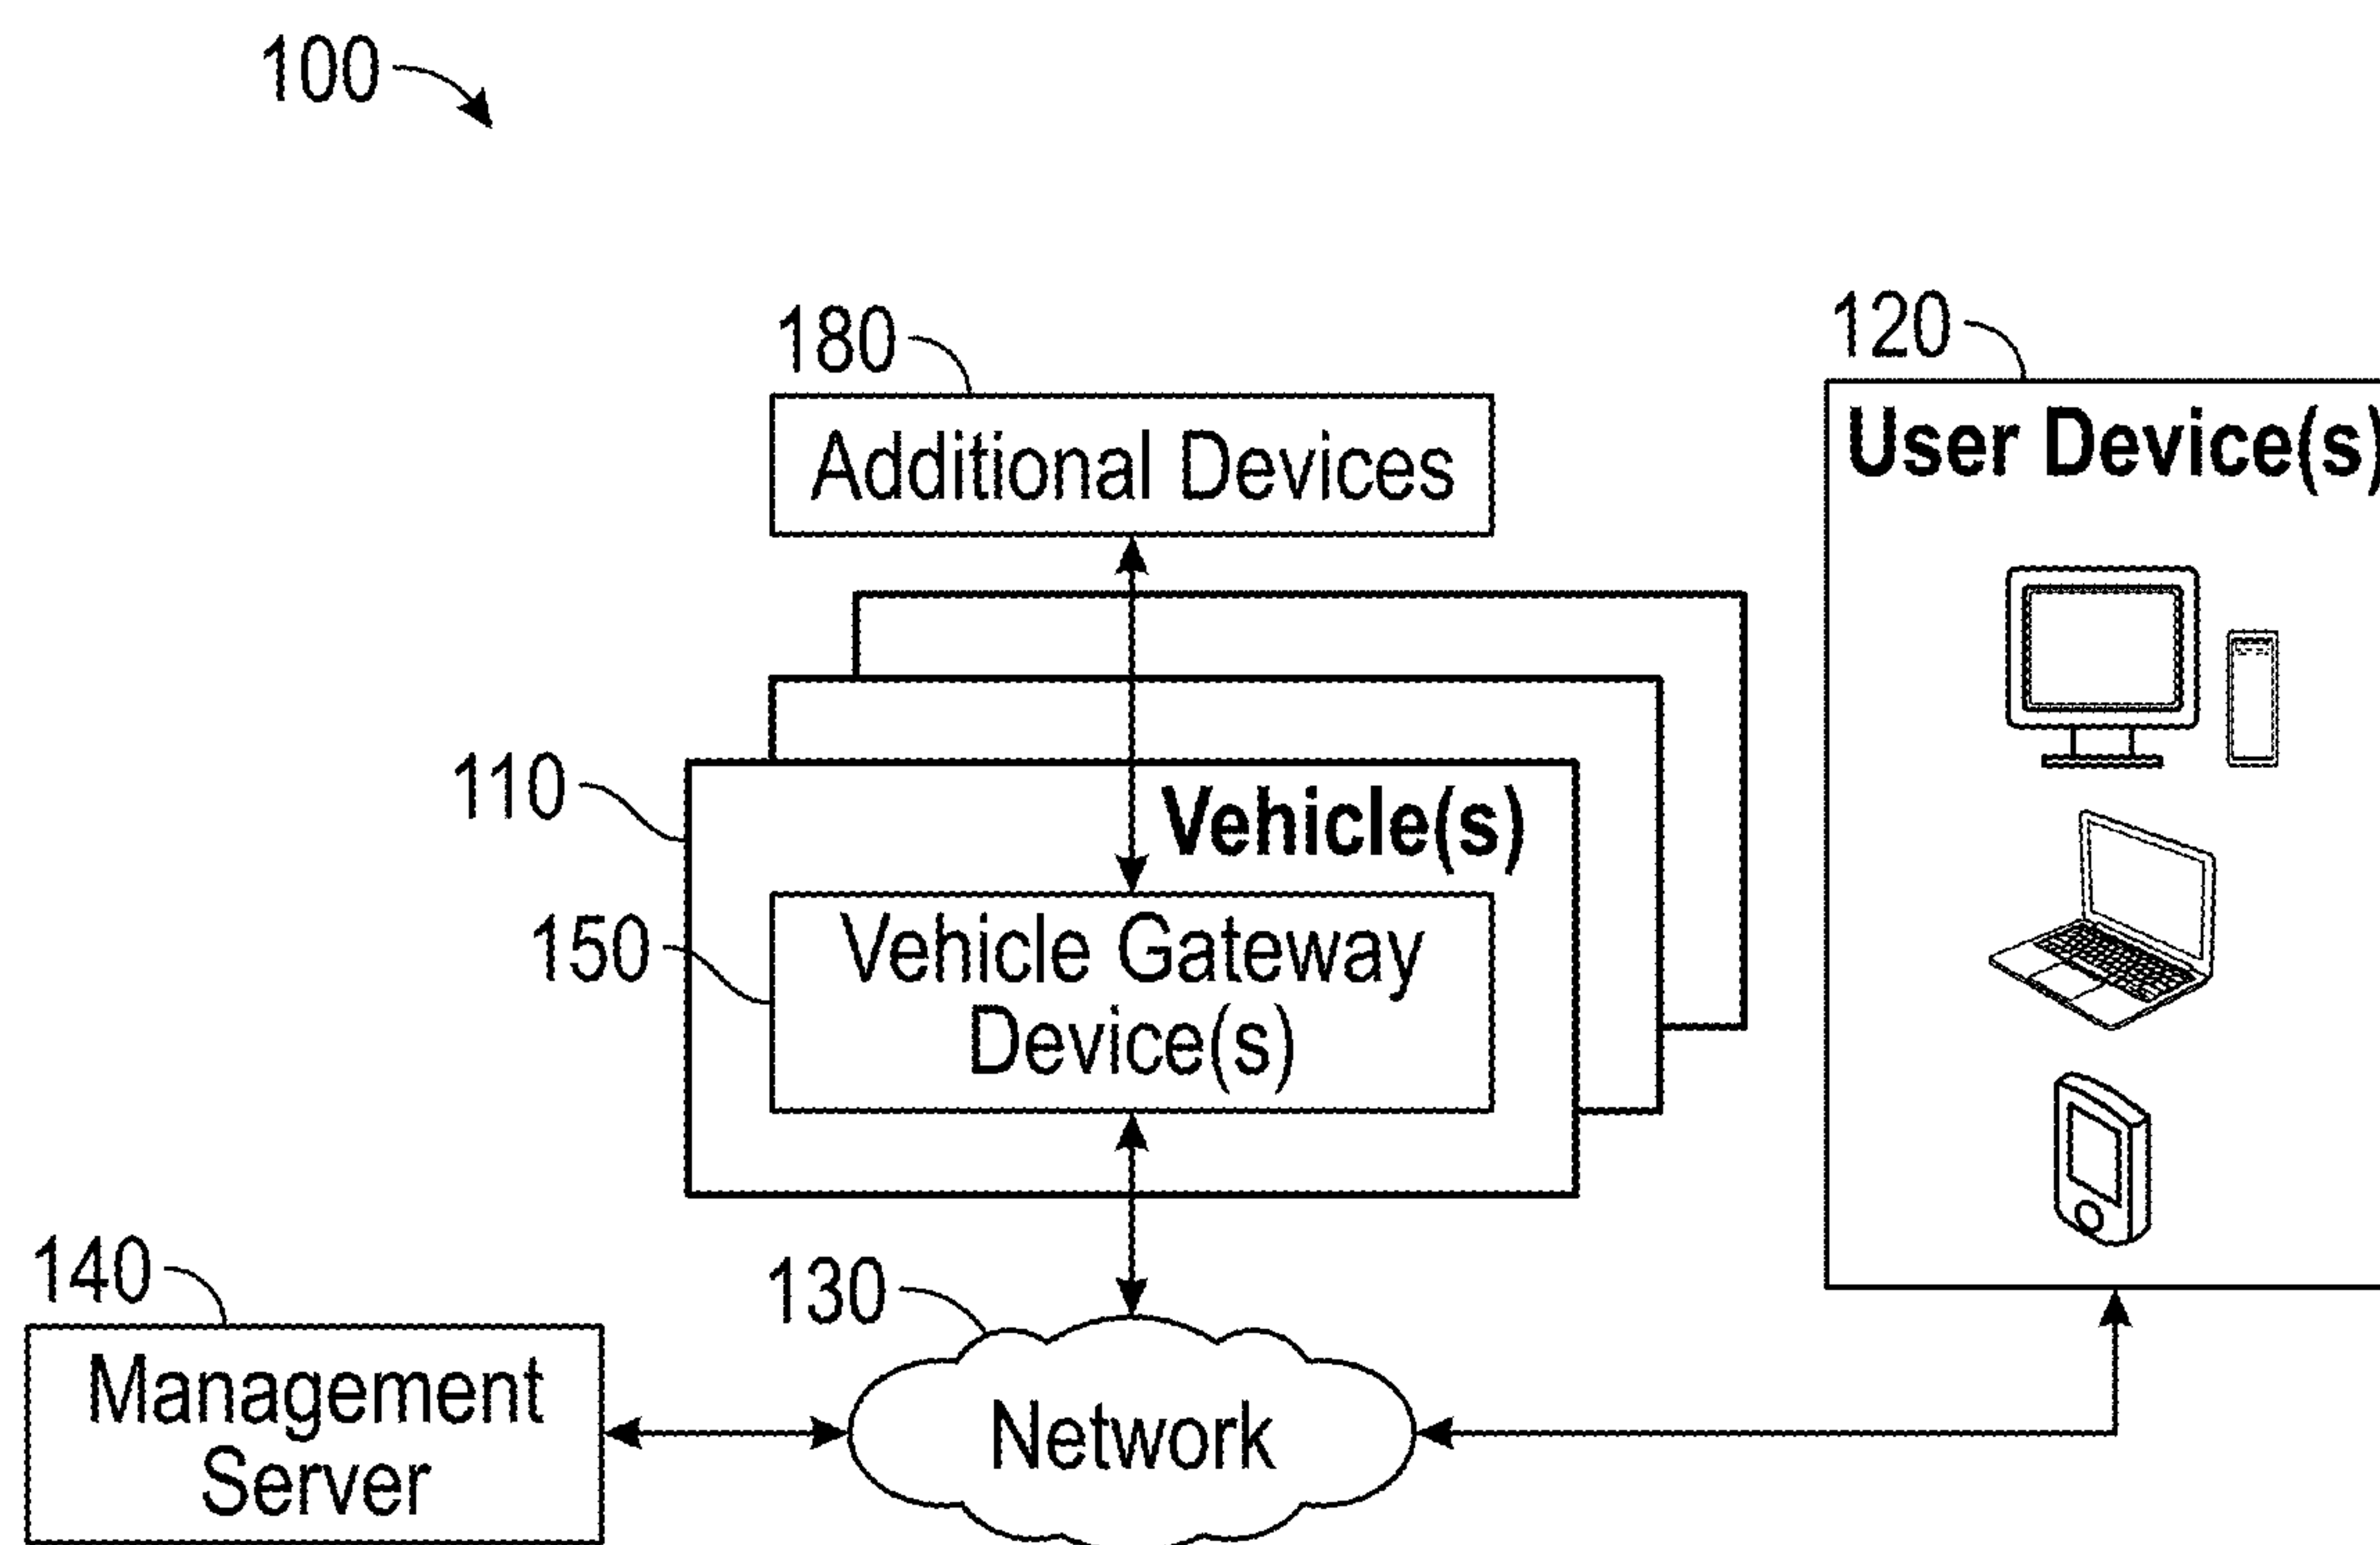 100
180
Additional Devices
120
User Device(s)
110
Vehicle(s)
150
Vehicle Gateway
Device(s)
140
Management
Server
130
Network